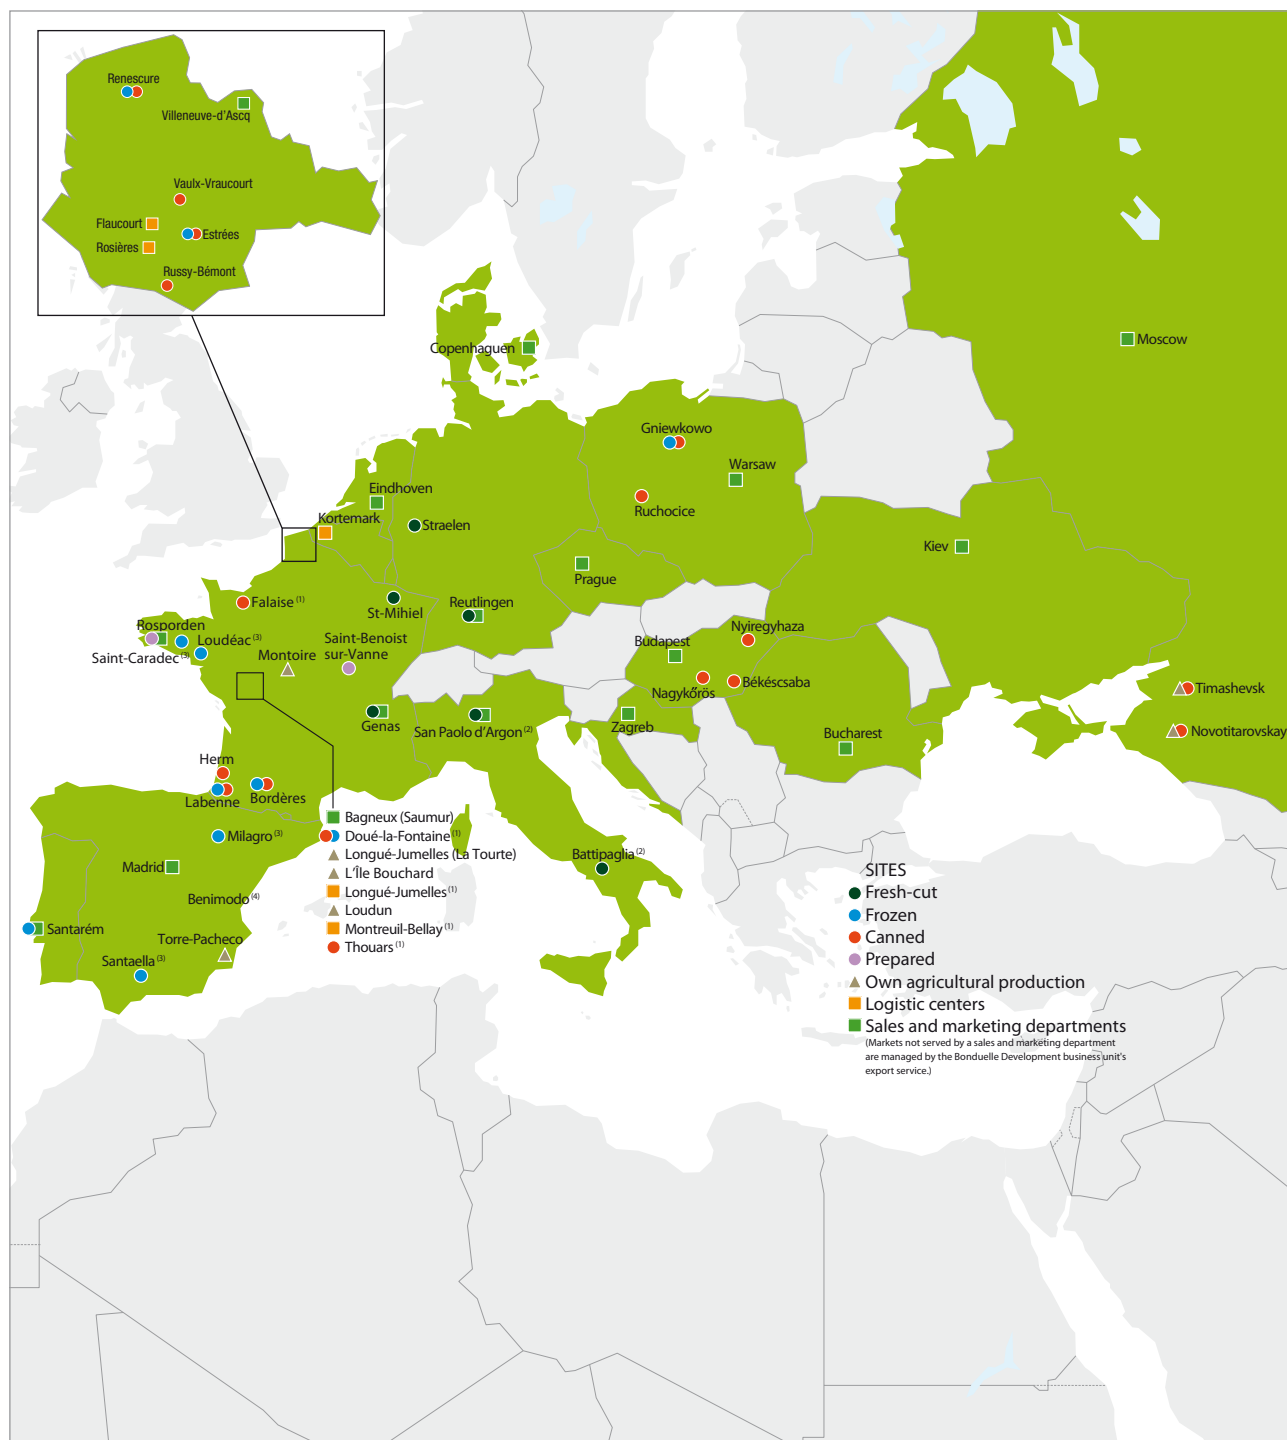 Renescure
Villeneuve-d'Ascq
Vaulx-Vraucourt
Flaucourt
Estrées
Rosières
Russy-Bémont
Moscow
Copenhaguen
Gniewkowo
Warsaw
Eindhoven
Ruchocice
Kortemark
Straelen
Kiev
Prague
Falaise (1)
St-Mihiel
Reutlingen
Rosporden
Loudéac (3)
Saint-Caradec (3)
Montoire
Saint-Benoist
sur-Vanne
Nyiregyhaza
Budapest
Nagykőrös
Békéscsaba
Timashevsk
Genas
San Paolo d'Argon (2)
Zagreb
Bucharest
Novotitarovskay
Herm
Labenne
Bordères
Milagro (3)
Madrid
Benimodo (4)
Santarém
Torre-Pacheco
Santaella (3)
Battipaglia (2)
Bagneux (Saumur)
Doué-la-Fontaine (1)
Longué-Jumelles (La Tourte)
L'Île Bouchard
Longué-Jumelles (1)
Loudun
Montreuil-Bellay (1)
Thouars (1)
SITES
Fresh-cut
Frozen
Canned
Prepared
Own agricultural production
Logistic centers
Sales and marketing departments
(Markets not served by a sales and marketing department
are managed by the Bonduelle Development business unit's
export service.)